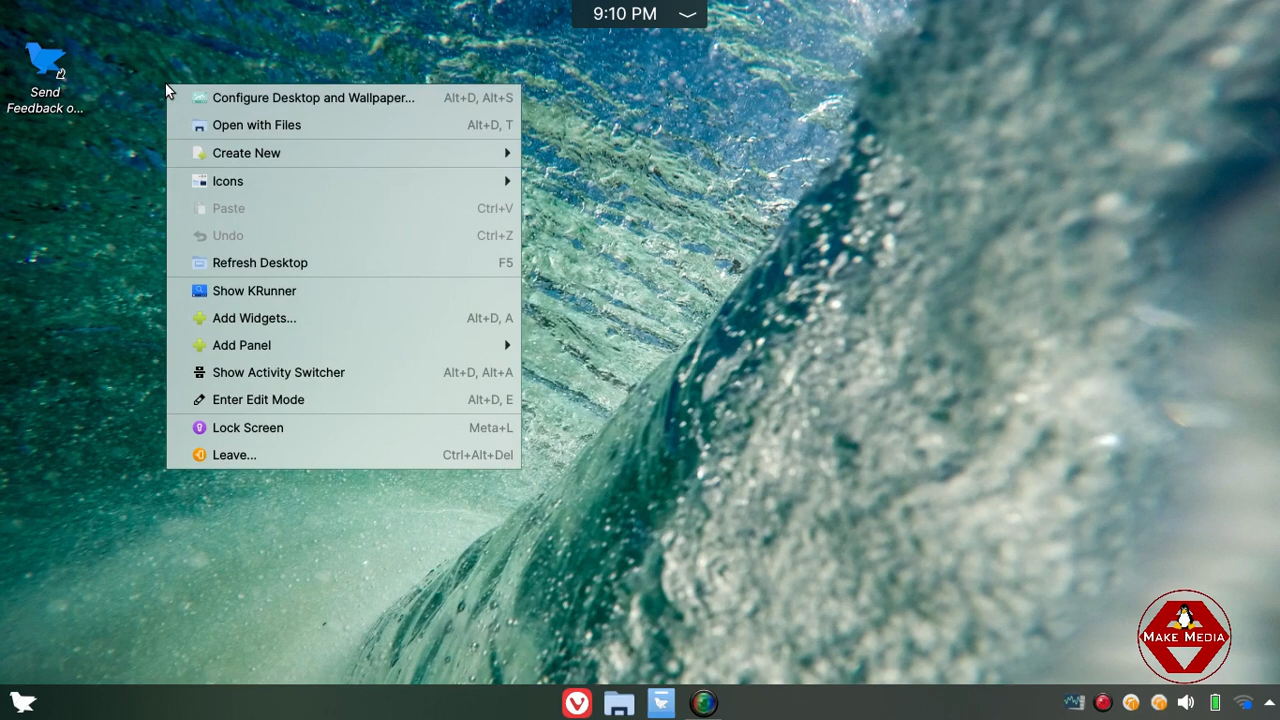 9:10 PM
Send
Feedback o...
Configure Desktop and Wallpaper... Alt+D, Alt+S
Open with Files Alt+D, T
Create New
Icons
Paste Ctrl+V
Undo Ctrl+Z
Refresh Desktop F5
Show KRunner
Add Widgets... Alt+D, A
Add Panel
Show Activity Switcher Alt+D, Alt+A
Enter Edit Mode Alt+D, E
Lock Screen Meta+L
Leave... Ctrl+Alt+Del
MAKE MEDIA